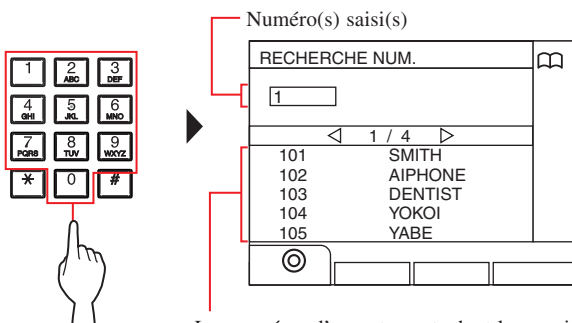 Numéro(s) saisi(s)
RECHERCHE NUM.
1
1 / 4
101 SMITH
102 AIPHONE
103 DENTIST
104 YOKOI
105 YABE
1 2 ABC 3 DEF
4 GHI 5 JKL 6 MNO
7 PQRS 8 TUV 9 WXYZ
* 0 #